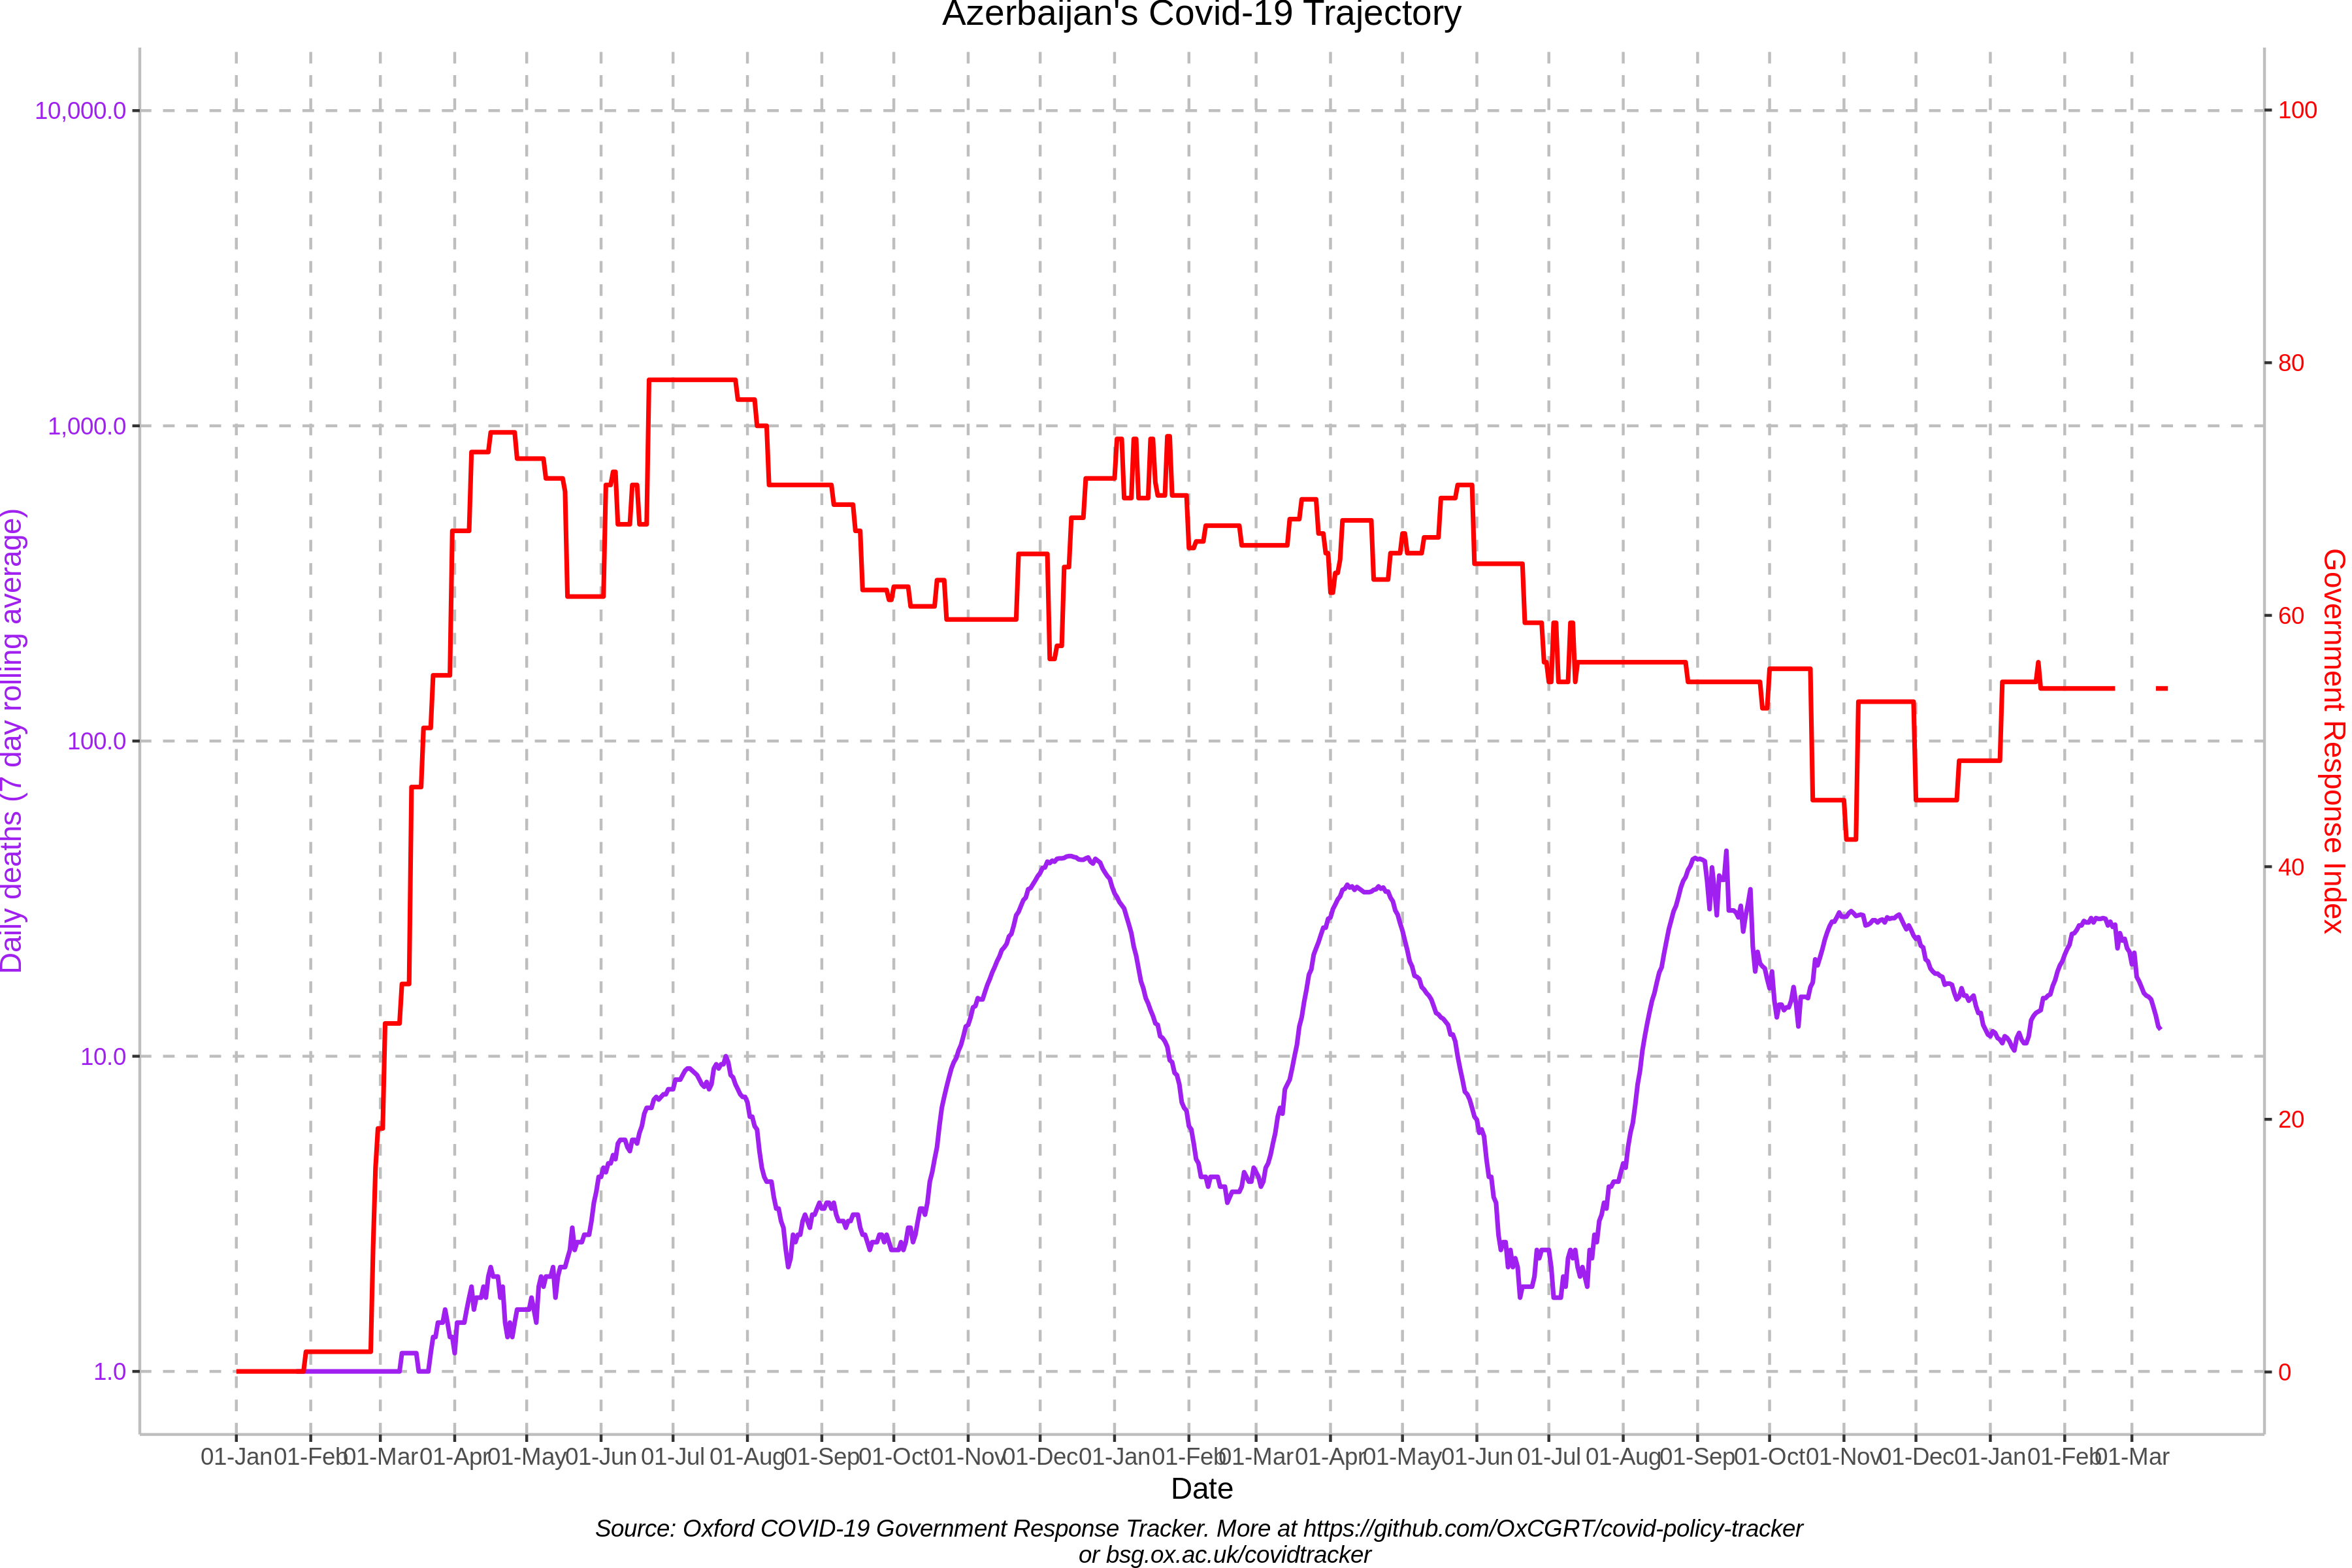 Azerbaijan's Covid-19 Trajectory
Daily deaths (7 day rolling average)
10,000.0
1,000.0
100.0
10.0
1.0
100
80
60
40
20
0
Government Response Index
01-Jan 01-Feb 01-Mar 01-Apr 01-May 01-Jun 01-Jul 01-Aug 01-Sep 01-Oct 01-Nov 01-Dec 01-Jan 01-Feb 01-Mar 01-Apr 01-May 01-Jun 01-Jul 01-Aug 01-Sep 01-Oct 01-Nov 01-Dec 01-Jan 01-Feb 01-Mar
Date
Source: Oxford COVID-19 Government Response Tracker. More at https://github.com/OxCGRT/covid-policy-tracker
or bsg.ox.ac.uk/covidtracker